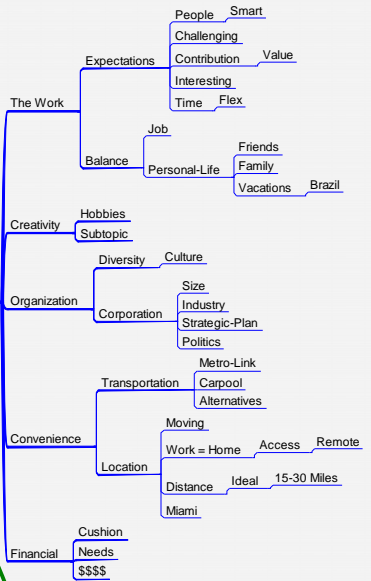 The Work
Expectations
People
Smart
Challenging
Contribution
Value
Interesting
Time
Flex
Balance
Job
Personal-Life
Friends
Family
Vacations
Brazil
Creativity
Hobbies
Subtopic
Organization
Diversity
Culture
Corporation
Size
Industry
Strategic-Plan
Politics
Convenience
Transportation
Metro-Link
Carpool
Alternatives
Location
Moving
Work = Home
Access
Remote
Distance
Ideal
15-30 Miles
Miami
Financial
Cushion
Needs
$$$$